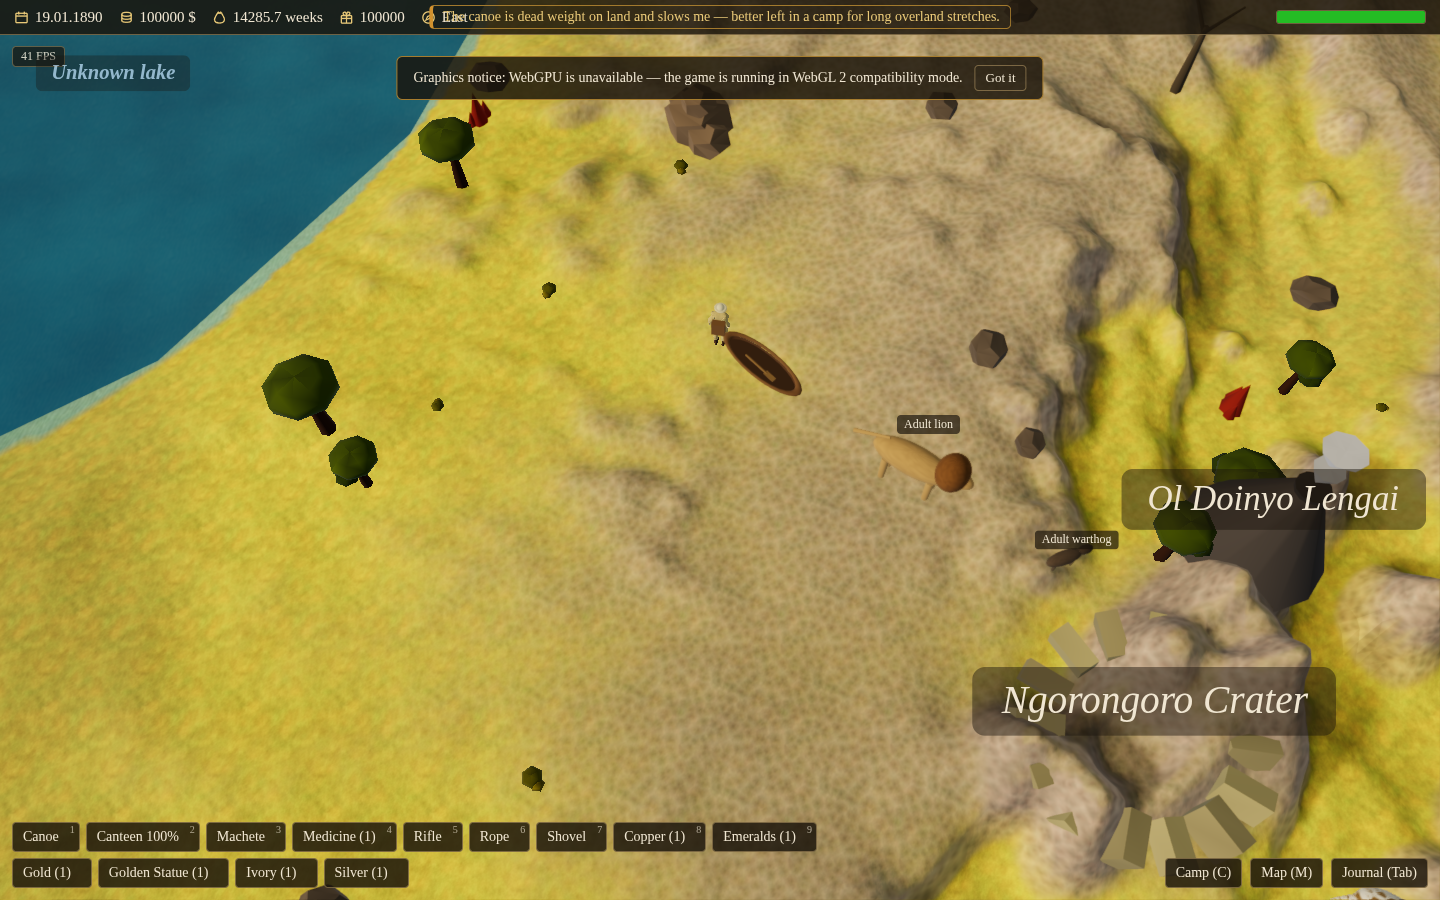 19.01.1890 100000 $ 14285.7 weeks 100000 East
The canoe is dead weight on land and slows me — better left in a camp for long overland stretches.
41 FPS
Unknown lake
Graphics notice: WebGPU is unavailable — the game is running in WebGL 2 compatibility mode. Got it
Adult lion
Ol Doinyo Lengai
Adult warthog
Ngorongoro Crater
Canoe 1 Canteen 100% 2 Machete 3 Medicine (1) 4 Rifle 5 Rope 6 Shovel 7 Copper (1) 8 Emeralds (1) 9
Gold (1) Golden Statue (1) Ivory (1) Silver (1)
Camp (C) Map (M) Journal (Tab)